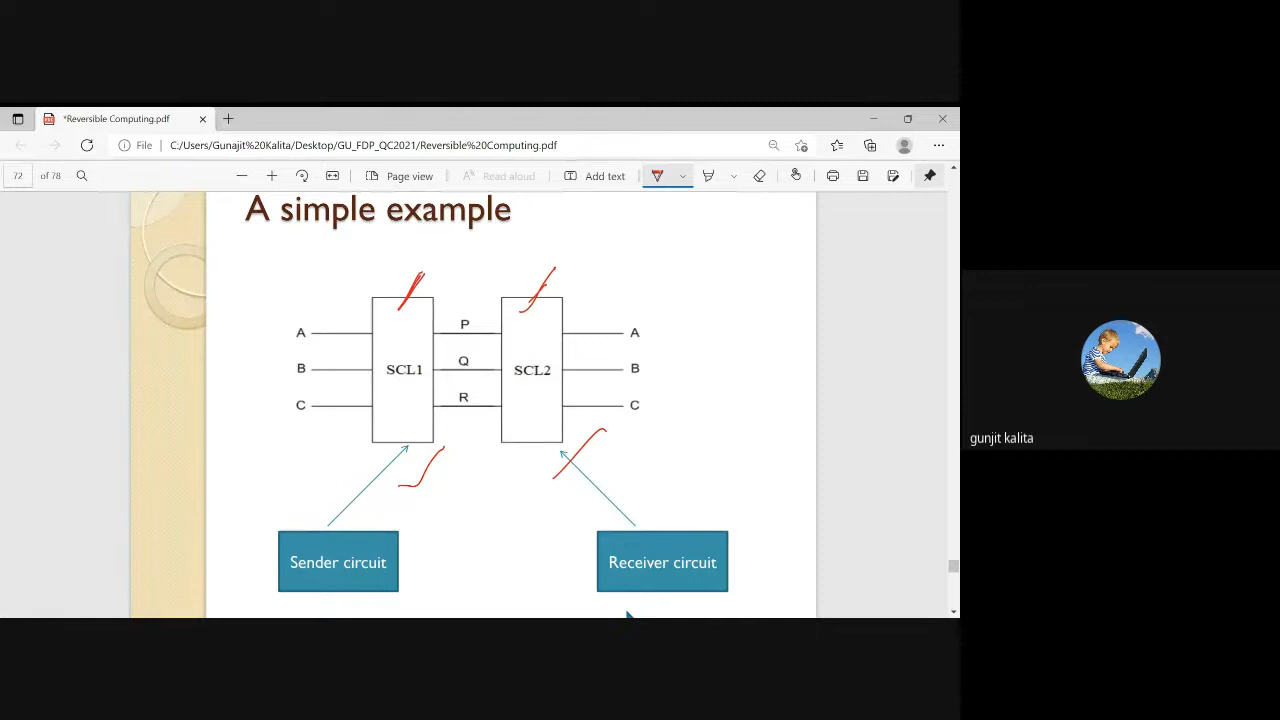 *Reversible Computing.pdf
File C:/Users/Gunajit%20Kalita/Desktop/GU_FDP_QC2021/Reversible%20Computing.pdf
72 of 78 Page view Read aloud Add text
A simple example
P
A A
Q
B SCL1 SCL2 B
R
C C
Sender circuit Receiver circuit
gunjit kalita